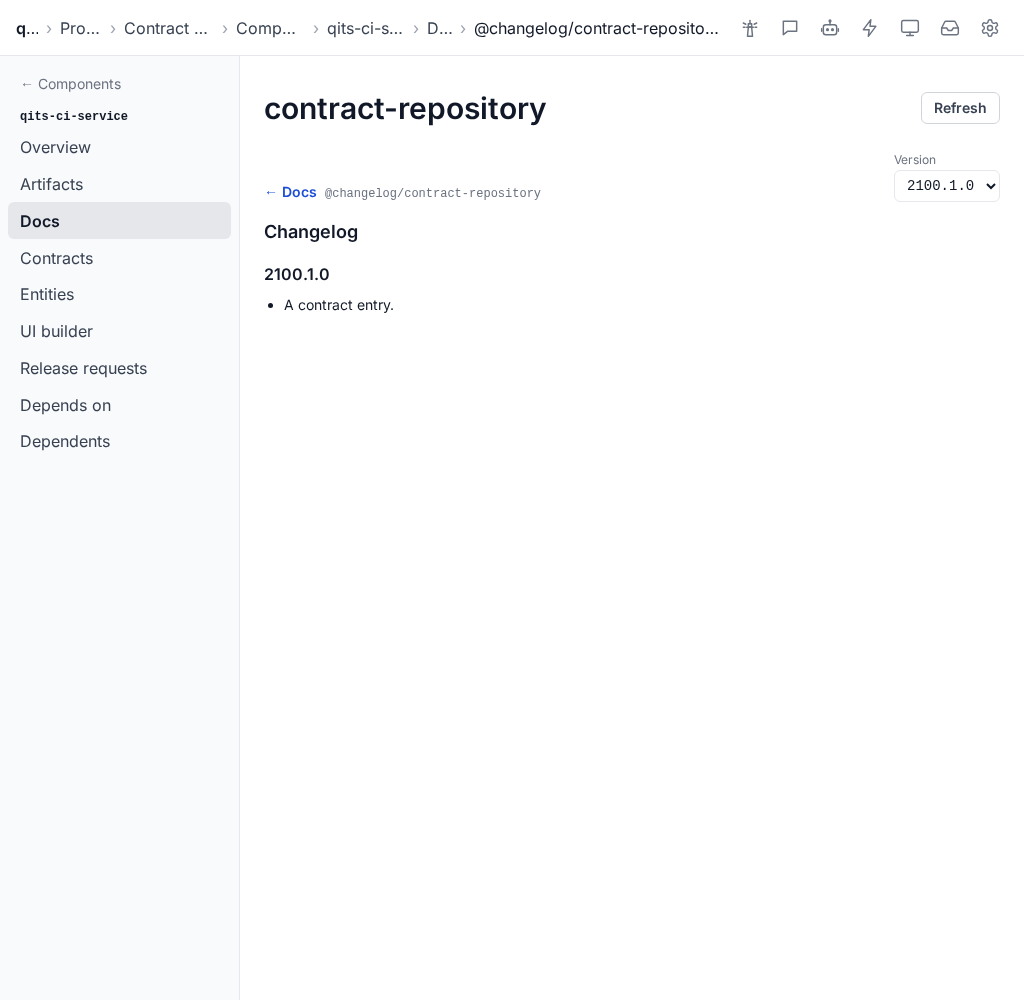 q... › Pro... › Contract ... › Comp... › qits-ci-s... › D... › @changelog/contract-reposito...
← Components
qits-ci-service
Overview
Artifacts
Docs
Contracts
Entities
UI builder
Release requests
Depends on
Dependents
contract-repository
Refresh
Version
2100.1.0
← Docs @changelog/contract-repository
Changelog
2100.1.0
• A contract entry.